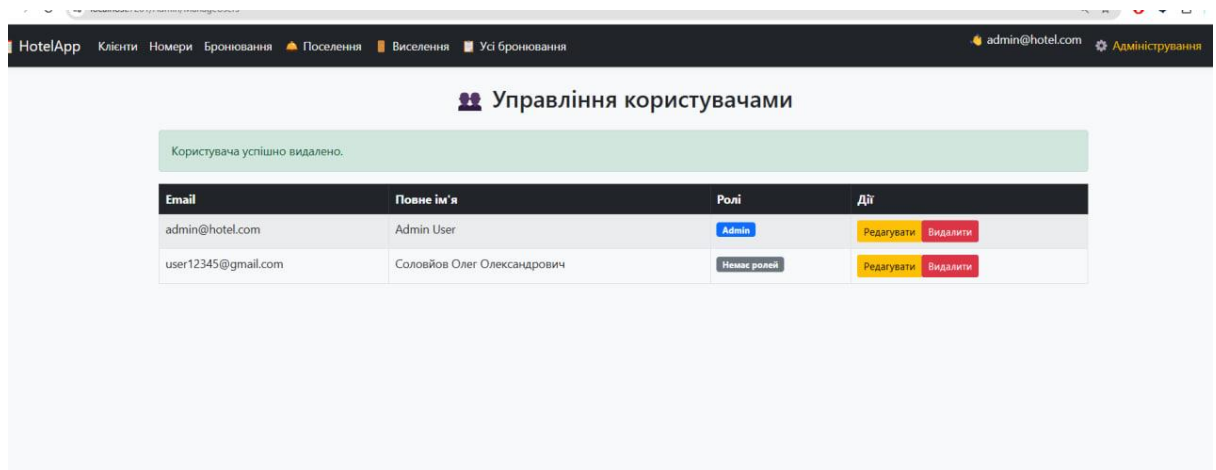 HotelApp Клієнти Номери Бронювання Поселення Виселення Усі бронювання admin@hotel.com Адміністрування
Управління користувачами
Користувача успішно видалено.
Email Повне ім'я Ролі Дії
admin@hotel.com Admin User Admin Редагувати Видалити
user12345@gmail.com Соловйов Олег Олександрович Немає ролей Редагувати Видалити